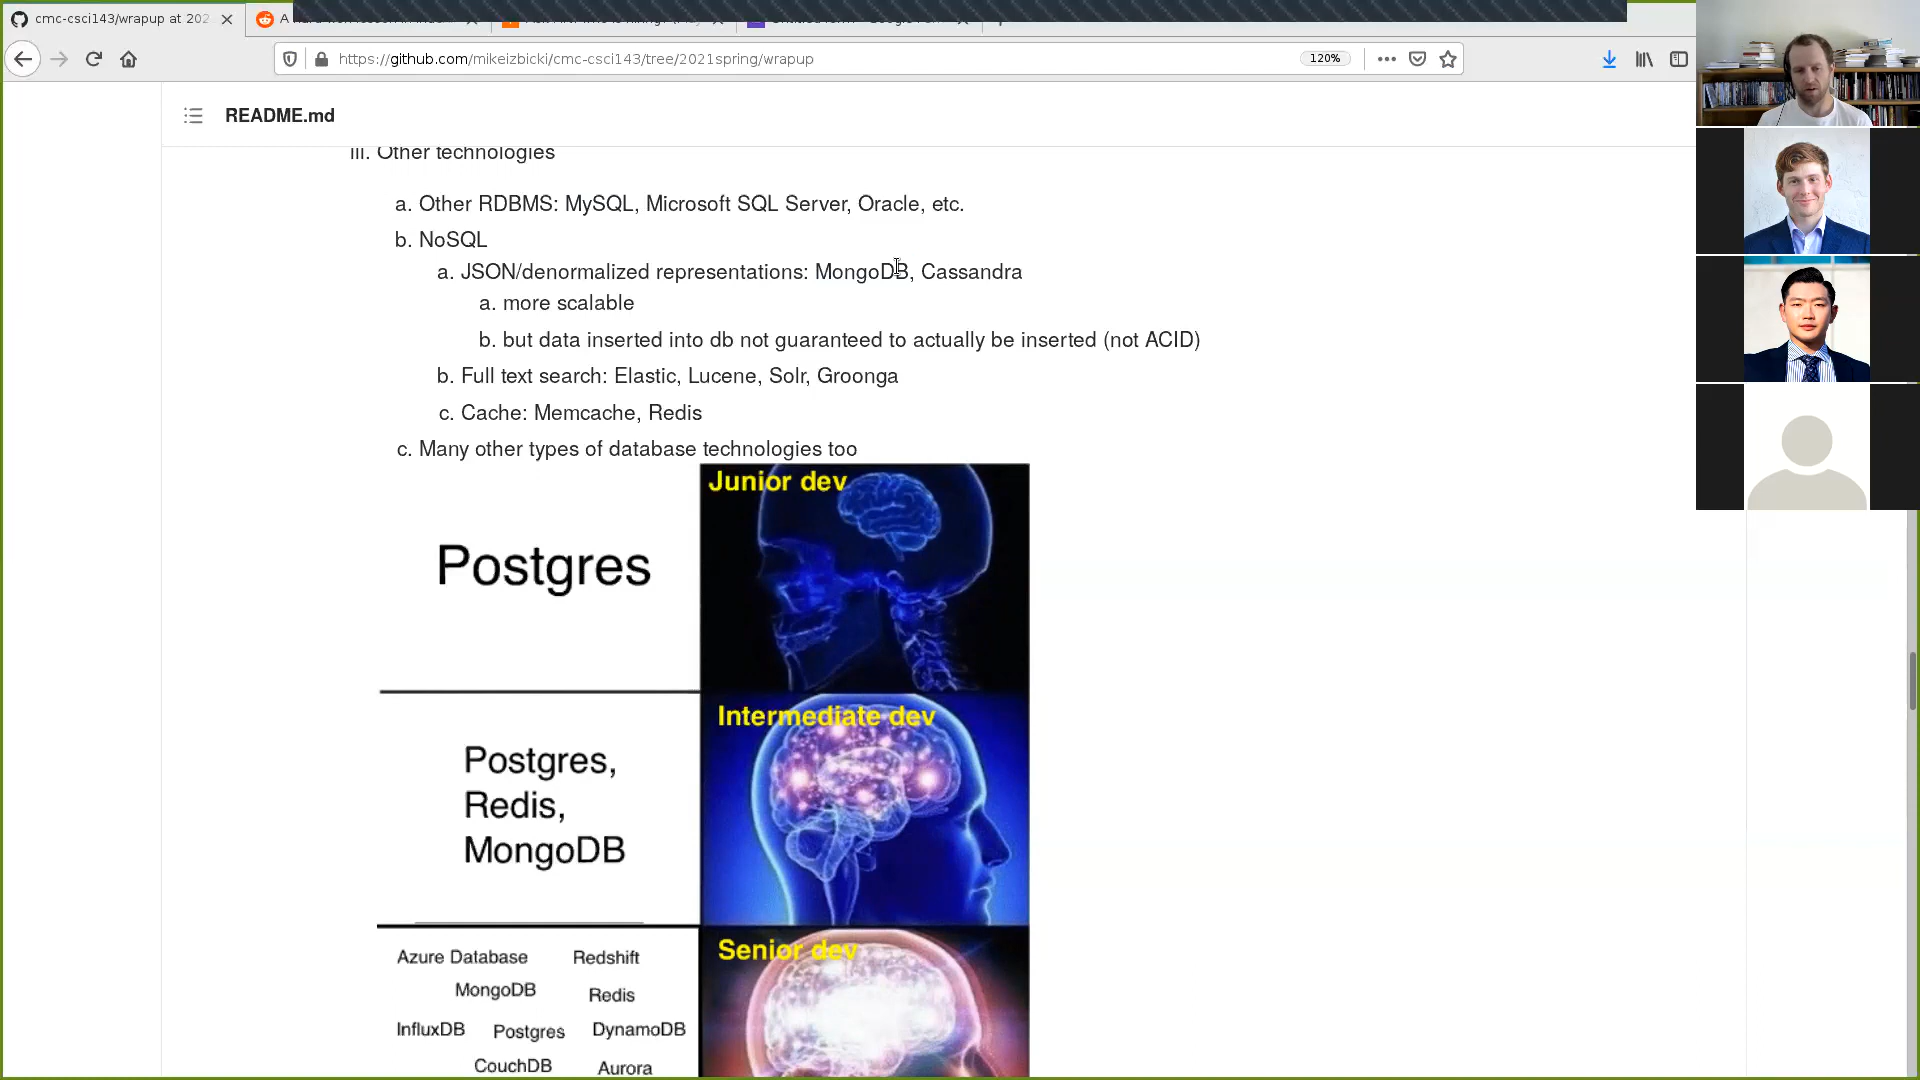 cmc-csci143/wrapup at 202
https://github.com/mikeizbicki/cmc-csci143/tree/2021spring/wrapup
120%
README.md
iii. Other technologies
a. Other RDBMS: MySQL, Microsoft SQL Server, Oracle, etc.
b. NoSQL
a. JSON/denormalized representations: MongoDB, Cassandra
a. more scalable
b. but data inserted into db not guaranteed to actually be inserted (not ACID)
b. Full text search: Elastic, Lucene, Solr, Groonga
c. Cache: Memcache, Redis
c. Many other types of database technologies too
Junior dev
Postgres
Intermediate dev
Postgres,
Redis,
MongoDB
Senior dev
Azure Database Redshift
MongoDB Redis
InfluxDB Postgres DynamoDB
CouchDB Aurora